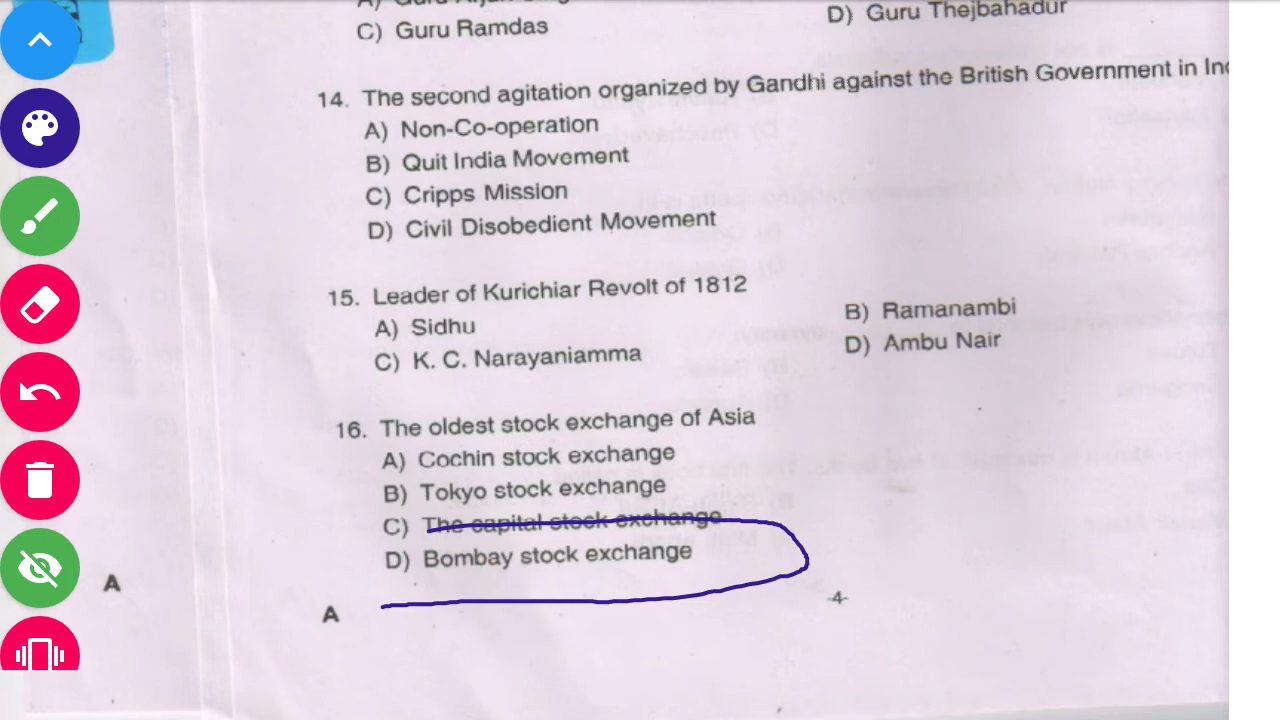 C) Guru Ramdas
D) Guru Thejbahadur
14. The second agitation organized by Gandhi against the British Government in
A) Non-Co-operation
B) Quit India Movement
C) Cripps Mission
D) Civil Disobedient Movement
15. Leader of Kurichiar Revolt of 1812
A) Sidhu
B) Ramanambi
C) K. C. Narayaniamma
D) Ambu Nair
16. The oldest stock exchange of Asia
A) Cochin stock exchange
B) Tokyo stock exchange
C) The capital stock exchange
D) Bombay stock exchange
A
A
-4-